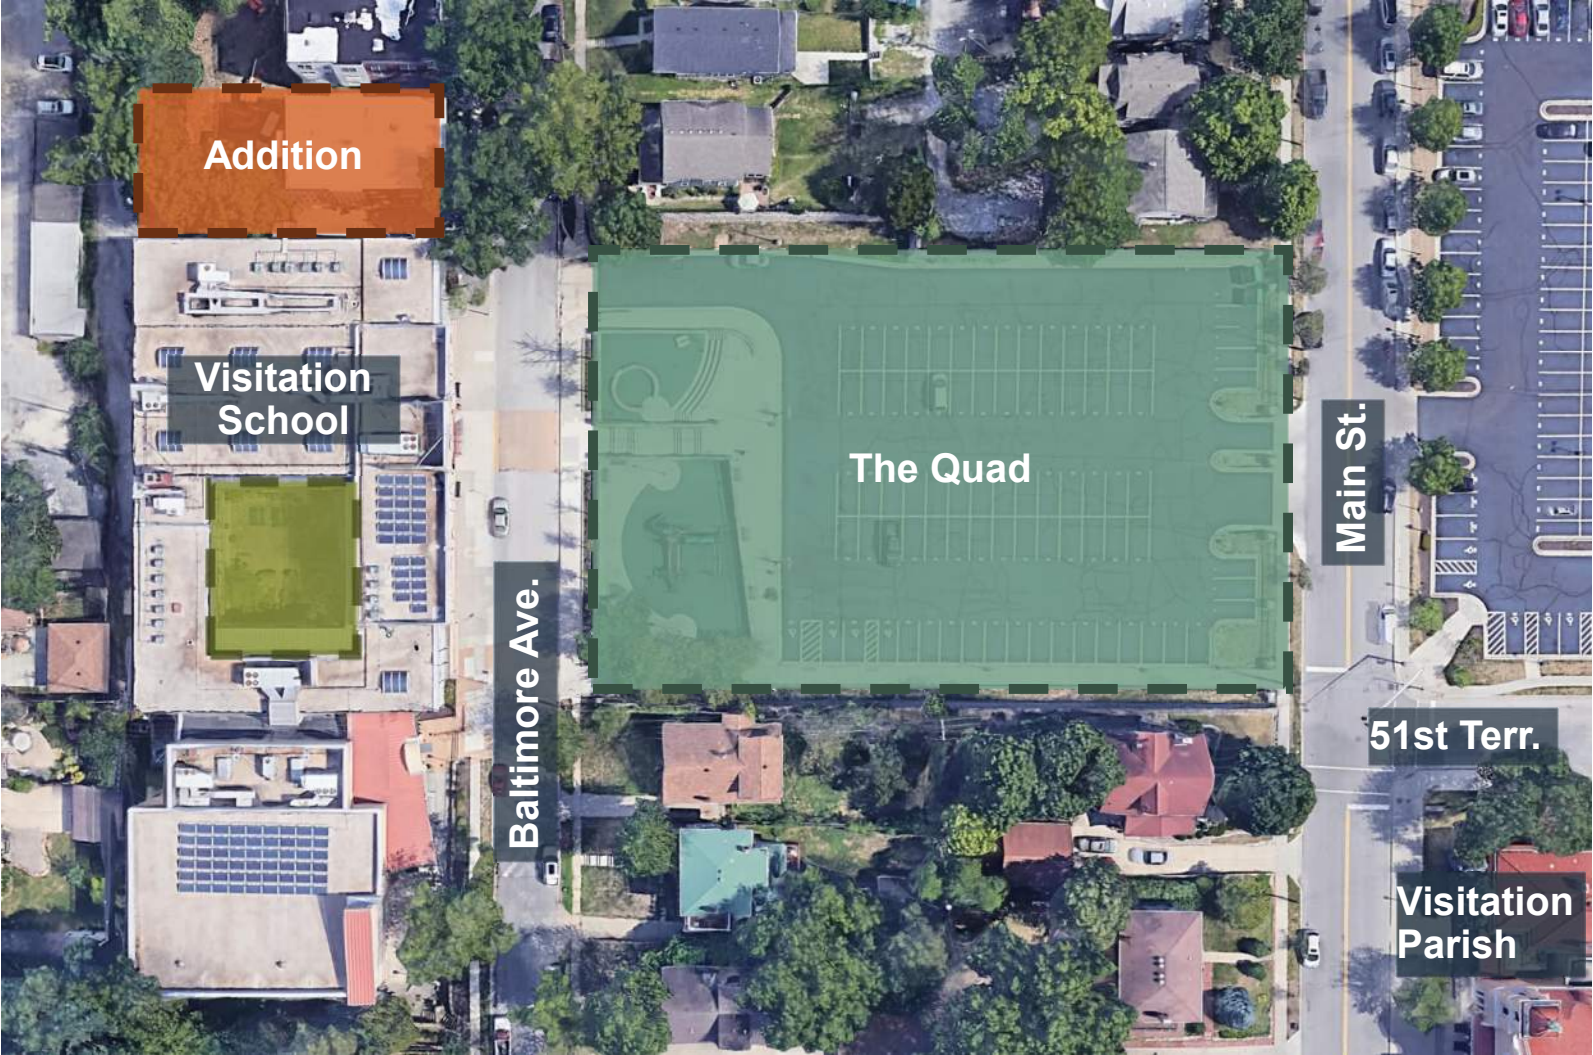 Addition
Visitation
School
The Quad
Main St.
Baltimore Ave.
51st Terr.
Visitation
Parish